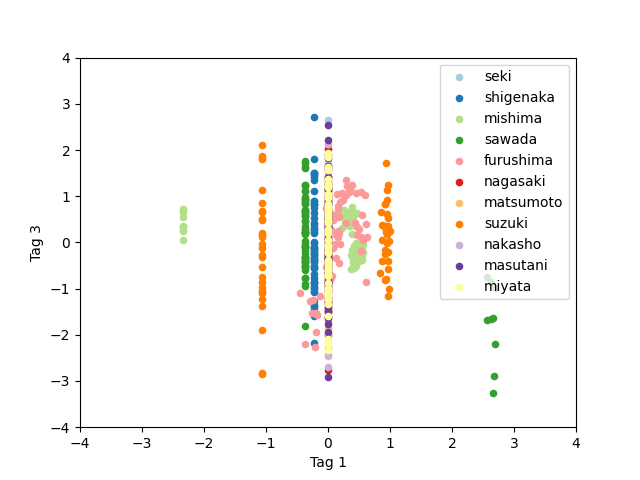 4
3
2
1
0
−1
−2
−3
−4
Tag 3
−4 −3 −2 −1 0 1 2 3 4
Tag 1
seki
shigenaka
mishima
sawada
furushima
nagasaki
matsumoto
suzuki
nakasho
masutani
miyata